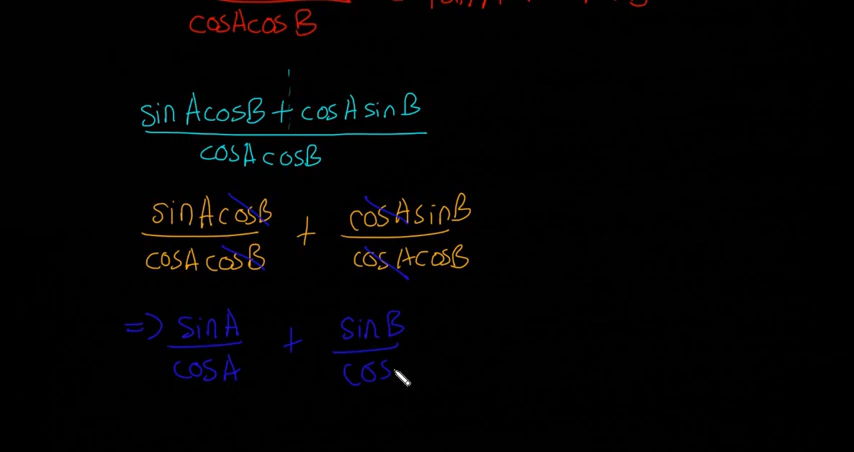 cosAcosB
sinAcosB + cosAsinB
cosAcosB
sinAcosB + cosAsinB
cosAcosB cosAcosB
=> sinA + sinB
cosA cos